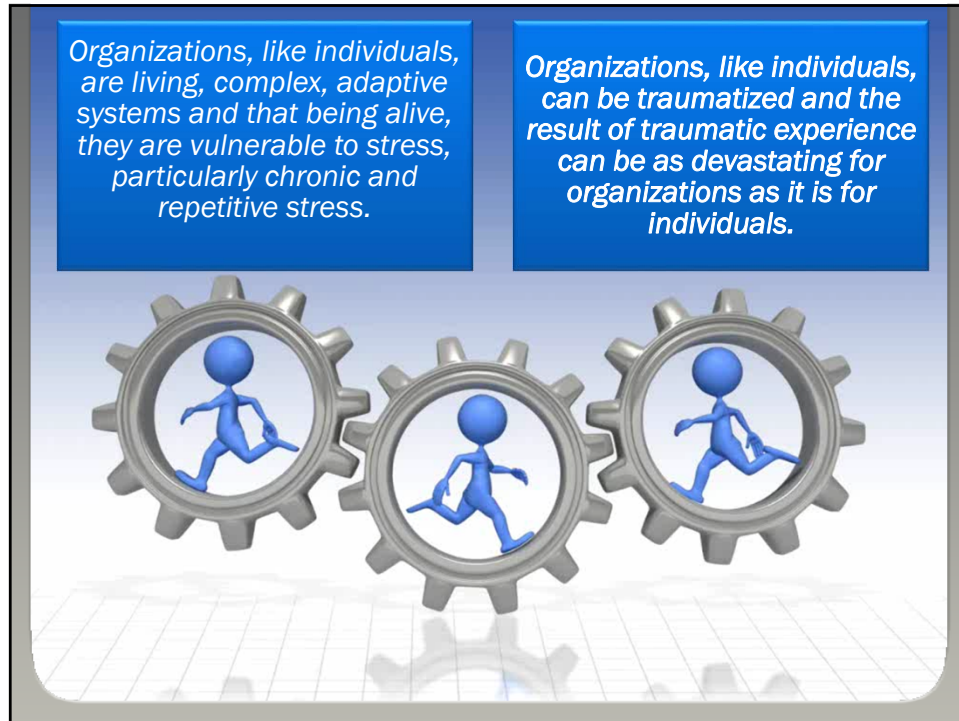 Organizations, like individuals,
are living, complex, adaptive
systems and that being alive,
they are vulnerable to stress,
particularly chronic and
repetitive stress.
Organizations, like individuals,
can be traumatized and the
result of traumatic experience
can be as devastating for
organizations as it is for
individuals.